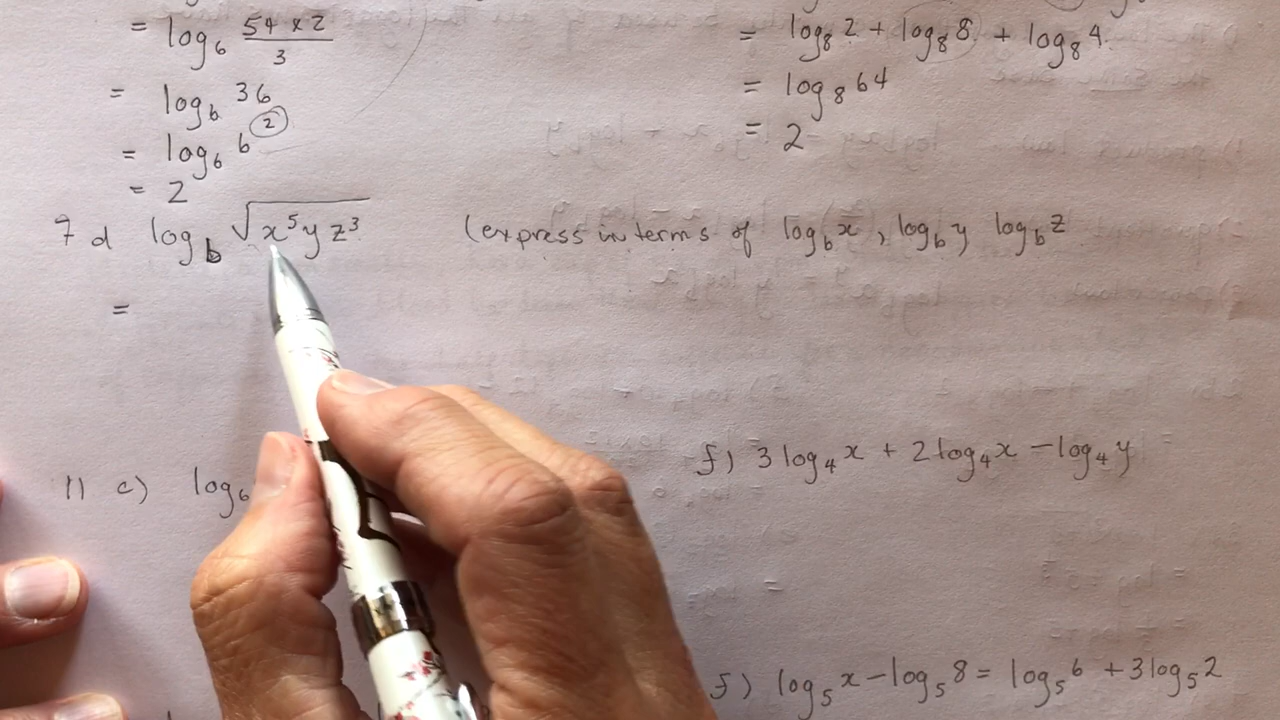 = log₆ 54 × 2 / 3
= log₆ 36
= log₆ 6²
= 2
= log₈ 2 + log₈ 8 + log₈ 4
= log₈ 64
= 2
7 d log_b √(x⁵ y z³) (express in terms of log_b x, log_b y log_b z
=
11 c) log₆
f) 3 log₄ x + 2 log₄ x − log₄ y
f) log₅ x − log₅ 8 = log₅ 6 + 3 log₅ 2